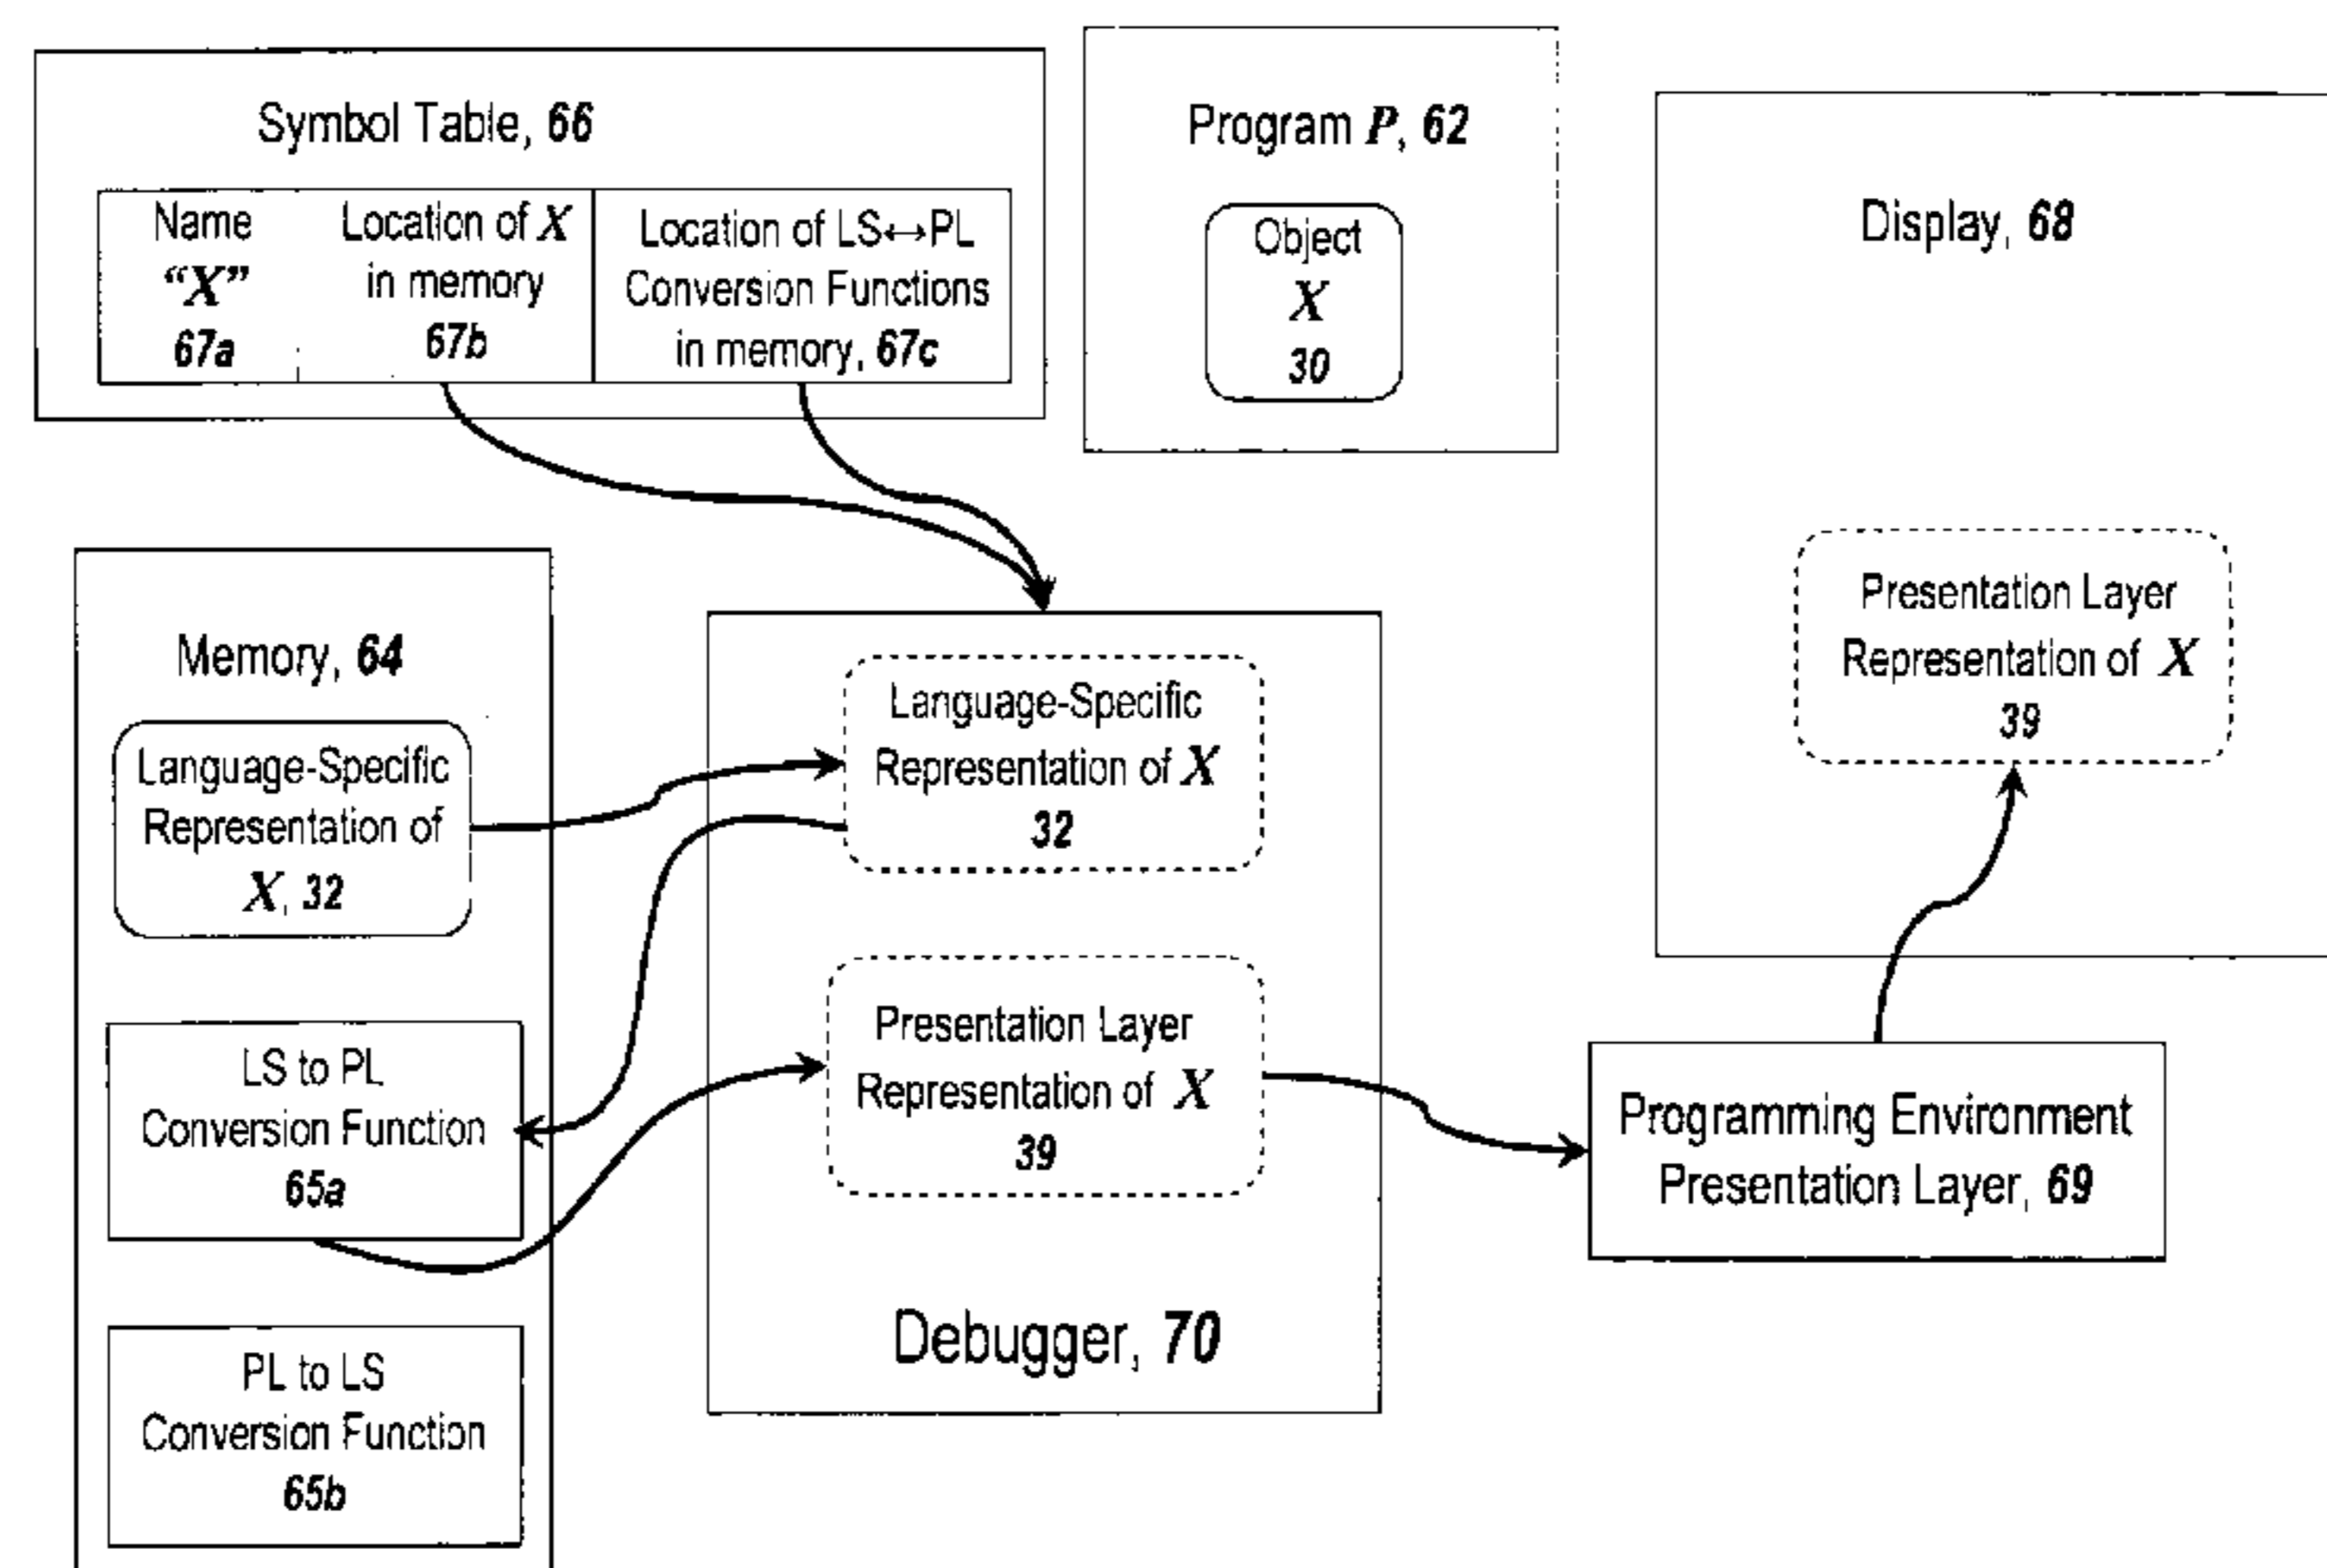 Symbol Table, 66
Name
“X”
67a
Location of X
in memory
67b
Location of LS↔PL
Conversion Functions
in memory, 67c
Program P, 62
Object
X
30
Display, 68
Presentation Layer
Representation of X
39
Memory, 64
Language-Specific
Representation of
X, 32
LS to PL
Conversion Function
65a
PL to LS
Conversion Function
65b
Language-Specific
Representation of X
32
Presentation Layer
Representation of X
39
Debugger, 70
Programming Environment
Presentation Layer, 69